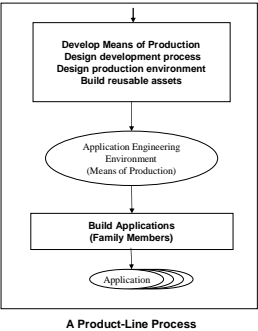 Develop Means of Production
Design development process
Design production environment
Build reusable assets
Application Engineering
Environment
(Means of Production)
Build Applications
(Family Members)
Application
A Product-Line Process